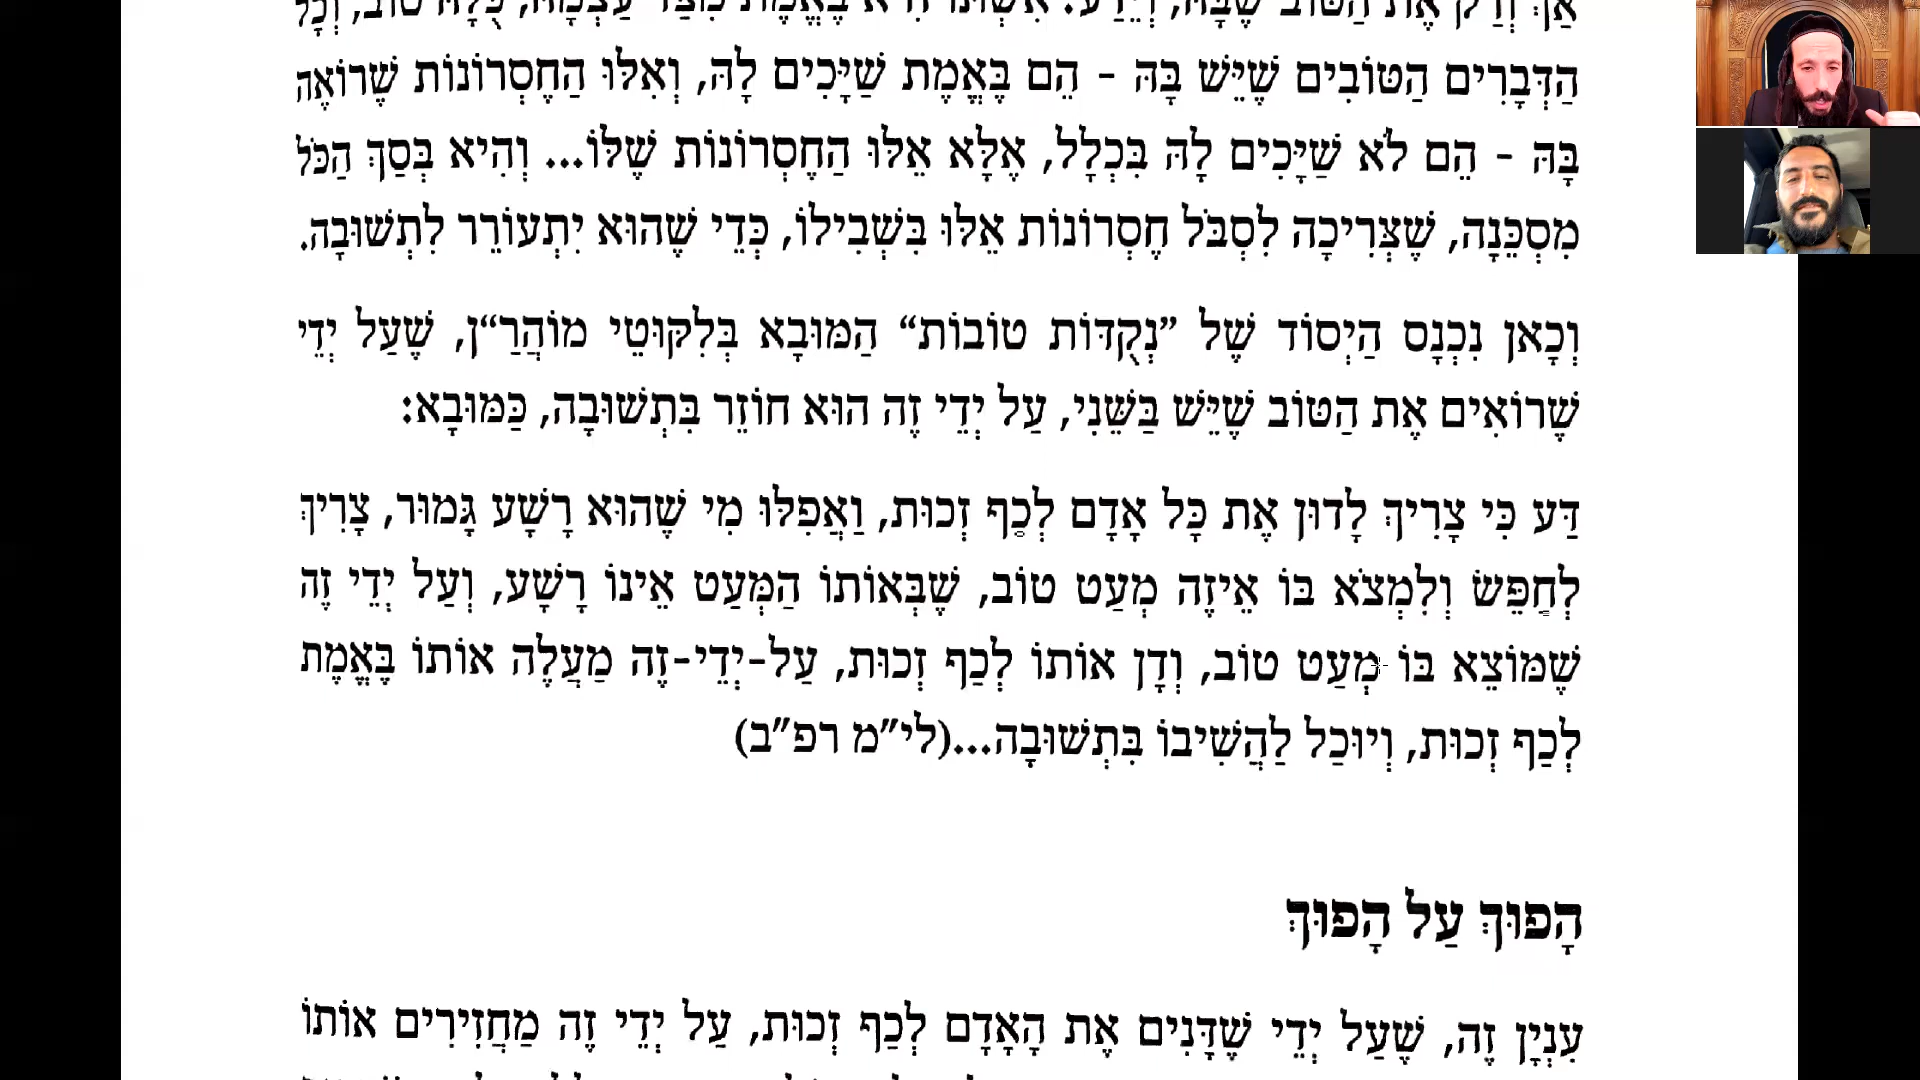 אַךְ וְרַק אֶת הַטּוֹב שֶׁבָּהּ, וְיֵדַע: אִשְׁתּוֹ הִיא בֶּאֱמֶת מִצַּד עַצְמָהּ, כֻּלָּהּ טוֹב, וְכָל
הַדְּבָרִים הַטּוֹבִים שֶׁיֵּשׁ בָּהּ - הֵם בֶּאֱמֶת שַׁיָּכִים לָהּ, וְאִלּוּ הַחֶסְרוֹנוֹת שֶׁרוֹאֶה
בָּהּ - הֵם לֹא שַׁיָּכִים לָהּ בִּכְלָל, אֶלָּא אֵלּוּ הַחֶסְרוֹנוֹת שֶׁלּוֹ... וְהִיא בְּסַךְ הַכֹּל
מִסְכֵּנָה, שֶׁצְּרִיכָה לִסְבֹּל חֶסְרוֹנוֹת אֵלּוּ בִּשְׁבִילוֹ, כְּדֵי שֶׁהוּא יִתְעוֹרֵר לִתְשׁוּבָה.
וְכָאן נִכְנָס הַיְסוֹד שֶׁל ”נְקֻדּוֹת טוֹבוֹת“ הַמּוּבָא בְּלִקּוּטֵי מוֹהֲרַ“ן, שֶׁעַל יְדֵי
שֶׁרוֹאִים אֶת הַטּוֹב שֶׁיֵּשׁ בַּשֵּׁנִי, עַל יְדֵי זֶה הוּא חוֹזֵר בִּתְשׁוּבָה, כַּמּוּבָא:
דַּע כִּי צָרִיךְ לָדוּן אֶת כָּל אָדָם לְכַף זְכוּת, וַאֲפִלּוּ מִי שֶׁהוּא רָשָׁע גָּמוּר, צָרִיךְ
לְחַפֵּשׂ וְלִמְצֹא בּוֹ אֵיזֶה מְעַט טוֹב, שֶׁבְּאוֹתוֹ הַמְּעַט אֵינוֹ רָשָׁע, וְעַל יְדֵי זֶה
שֶׁמּוֹצֵא בּוֹ מְעַט טוֹב, וְדָן אוֹתוֹ לְכַף זְכוּת, עַל-יְדֵי-זֶה מַעֲלֶה אוֹתוֹ בֶּאֱמֶת
לְכַף זְכוּת, וְיוּכַל לַהֲשִׁיבוֹ בִּתְשׁוּבָה...(לי"מ רפ"ב)
הָפוּךְ עַל הָפוּךְ
עִנְיָן זֶה, שֶׁעַל יְדֵי שֶׁדָּנִים אֶת הָאָדָם לְכַף זְכוּת, עַל יְדֵי זֶה מַחֲזִירִים אוֹתוֹ